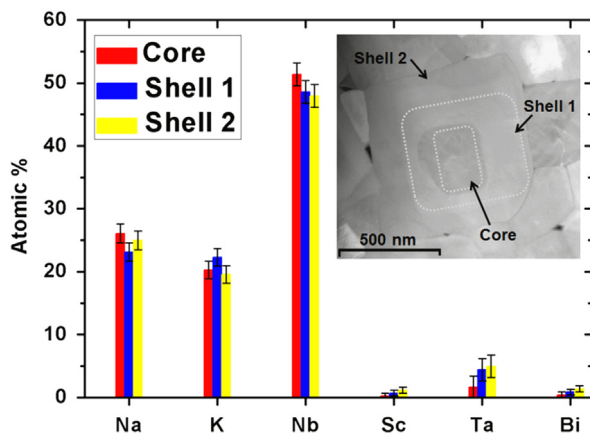 60
50
40
30
20
10
0
Atomic %
Core
Shell 1
Shell 2
Na K Nb Sc Ta Bi
Shell 2
Shell 1
Core
500 nm